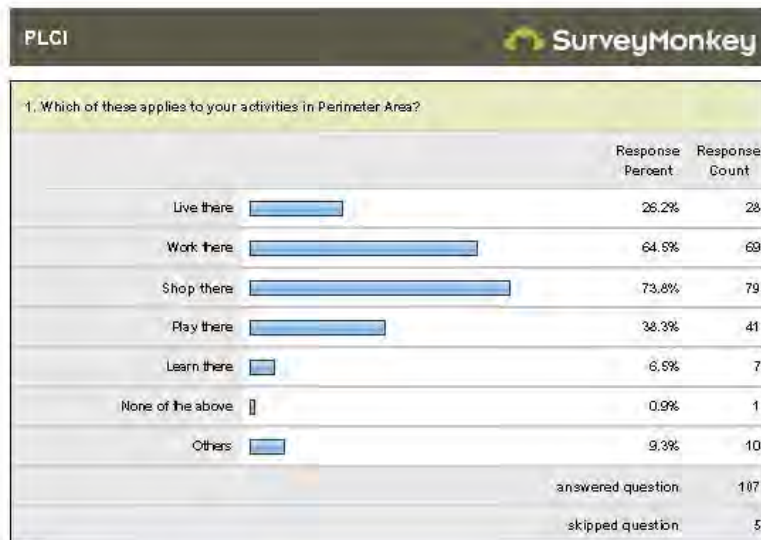 PLCI
SurveyMonkey
1. Which of these applies to your activities in Perimeter Area?
Response Percent Response Count
Live there 26.2% 28
Work there 64.5% 69
Shop there 73.8% 79
Play there 38.3% 41
Learn there 6.5% 7
None of the above 0.9% 1
Others 9.3% 10
answered question 107
skipped question 5